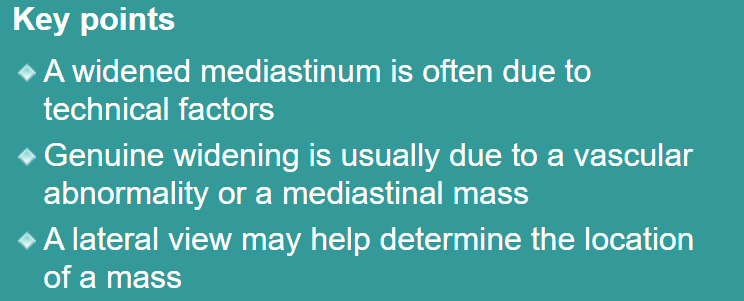 Key points
A widened mediastinum is often due to
technical factors
Genuine widening is usually due to a vascular
abnormality or a mediastinal mass
A lateral view may help determine the location
of a mass